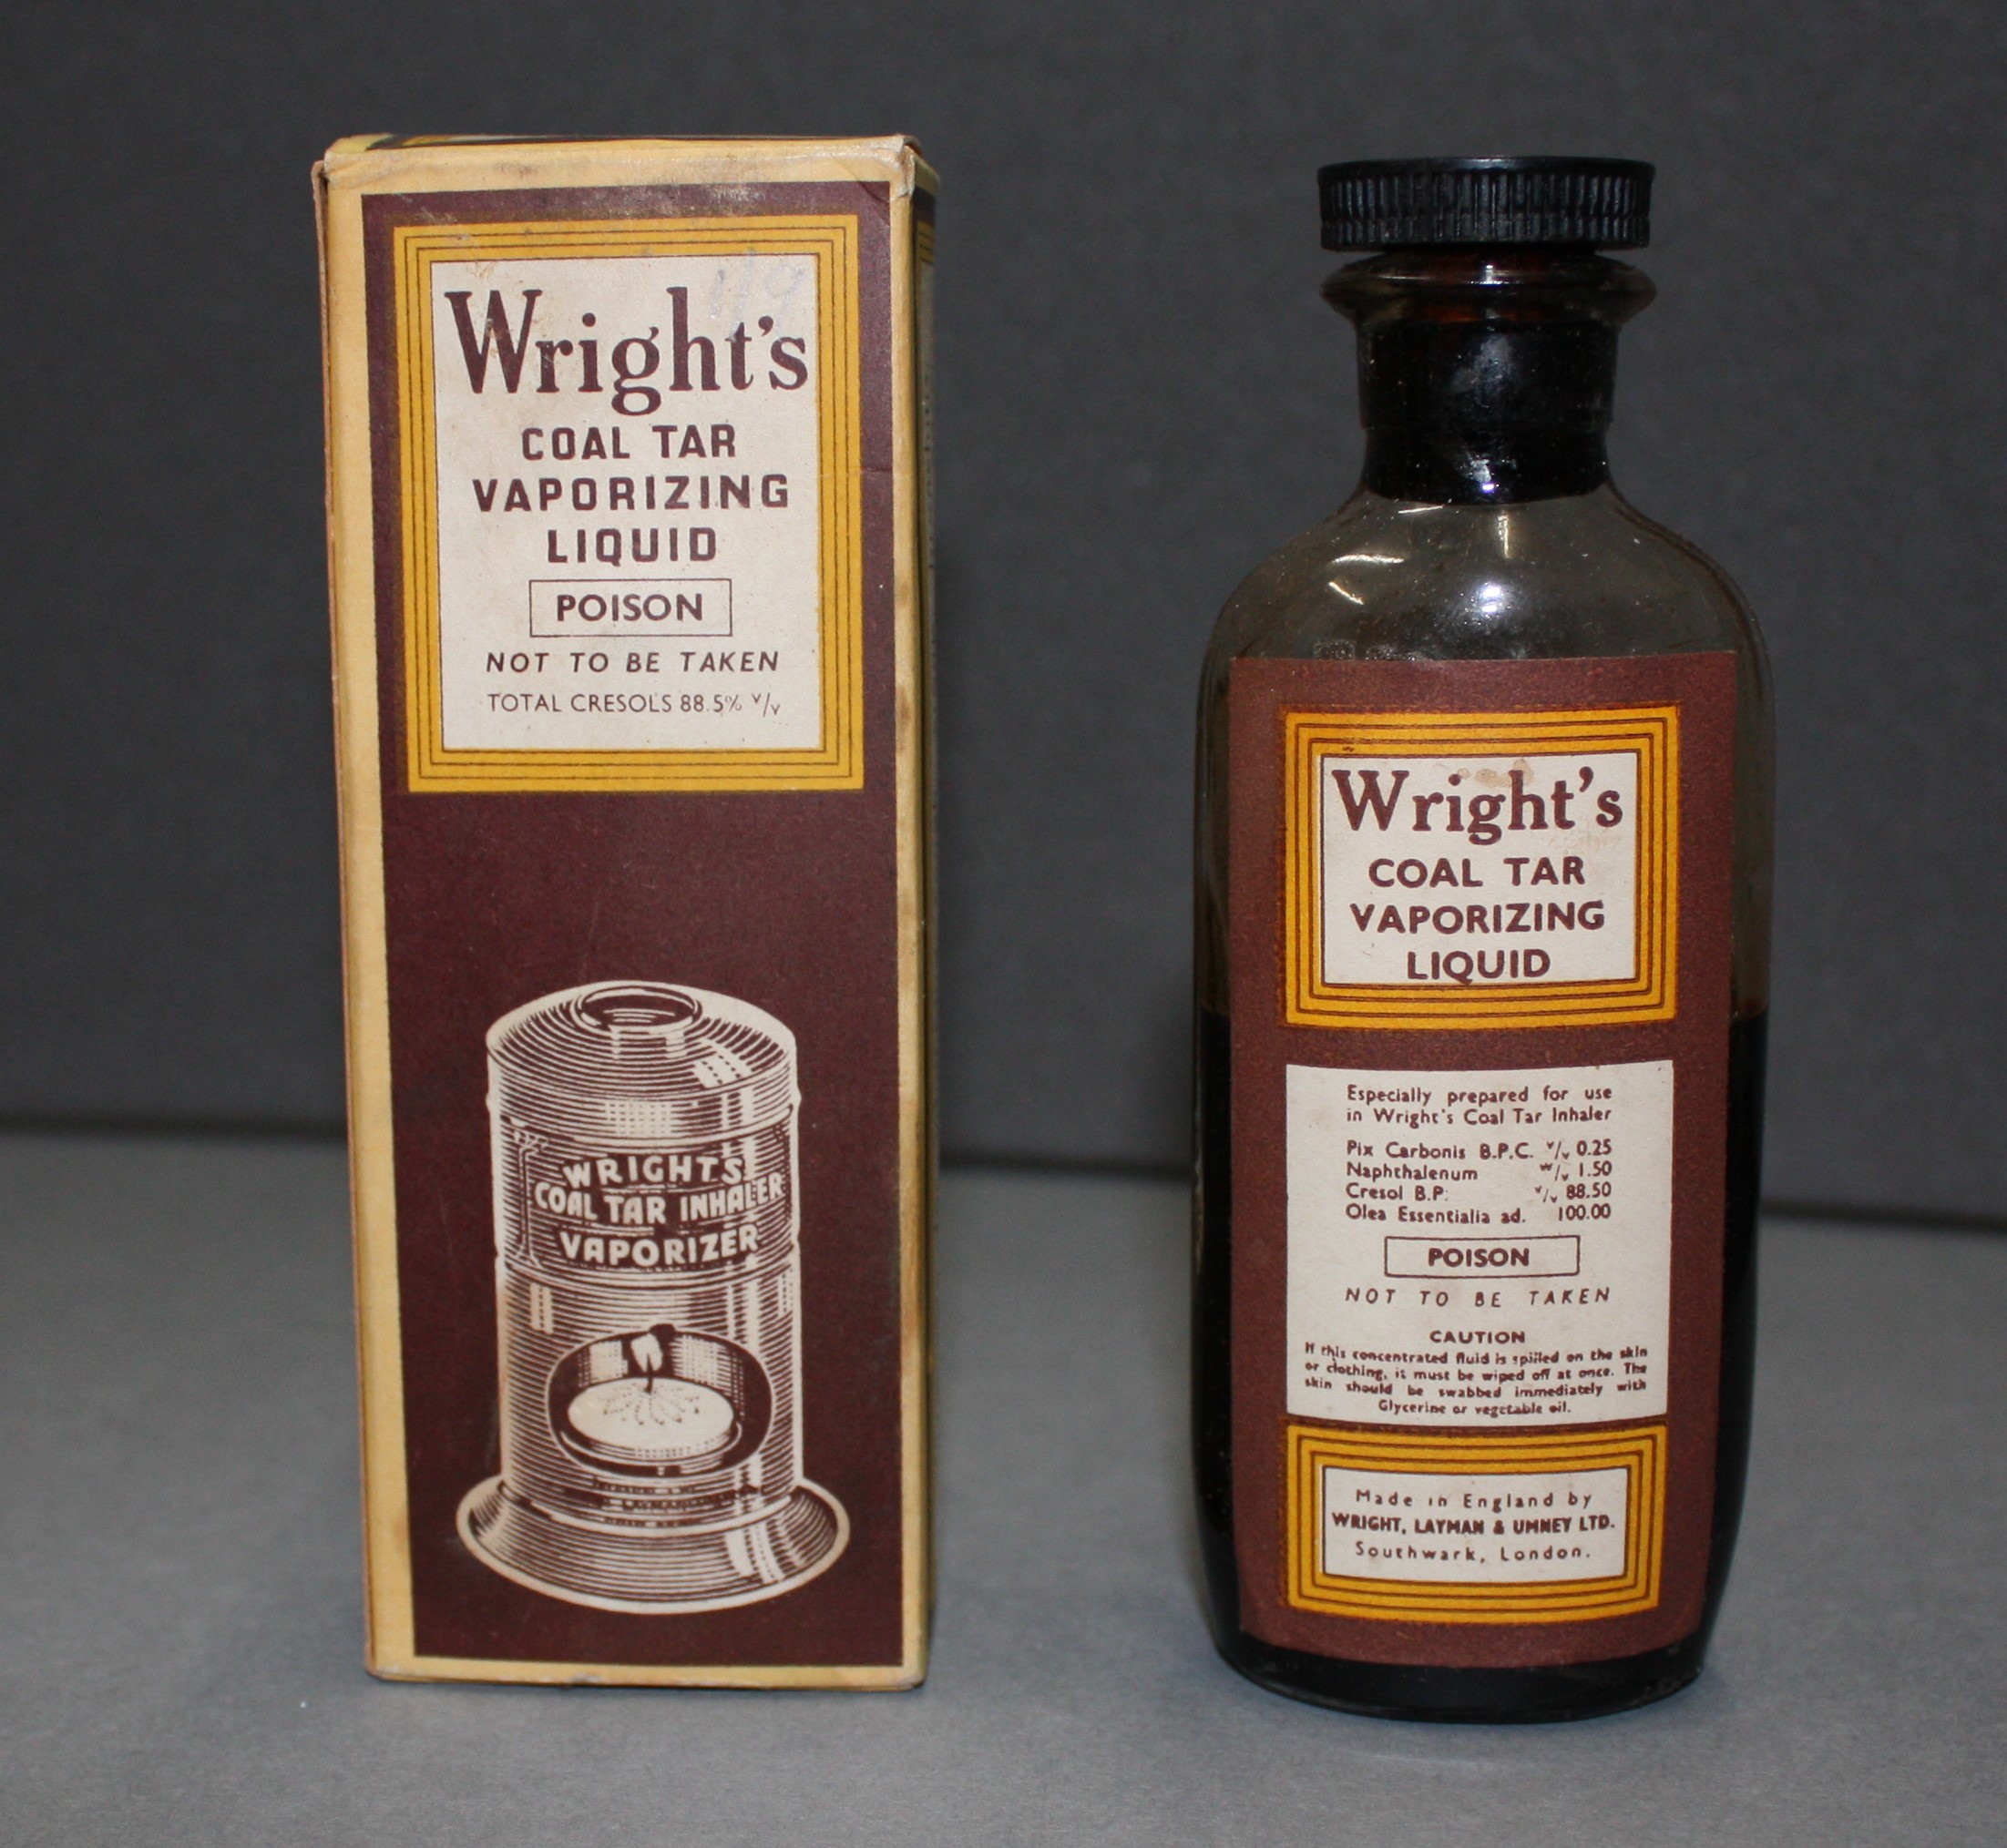 Wright's
COAL TAR
VAPORIZING
LIQUID
POISON
NOT TO BE TAKEN
TOTAL CRESOLS 88.5% v/v
WRIGHT'S
COAL TAR INHALER
VAPORIZER
Wright's
COAL TAR
VAPORIZING
LIQUID
Especially prepared for use
in Wright's Coal Tar Inhaler
Pix Carbonis B.P.C. v/v 0.25
Naphthalenum w/v 1.50
Cresol B.P. v/v 88.50
Olea Essentialia ad. 100.00
POISON
NOT TO BE TAKEN
CAUTION
If this concentrated fluid is spilled on the skin
or clothing, it must be wiped off at once. The
skin should be swabbed immediately with
Glycerine or vegetable oil.
Made in England by
WRIGHT, LAYMAN & UMNEY LTD.
Southwark, London.